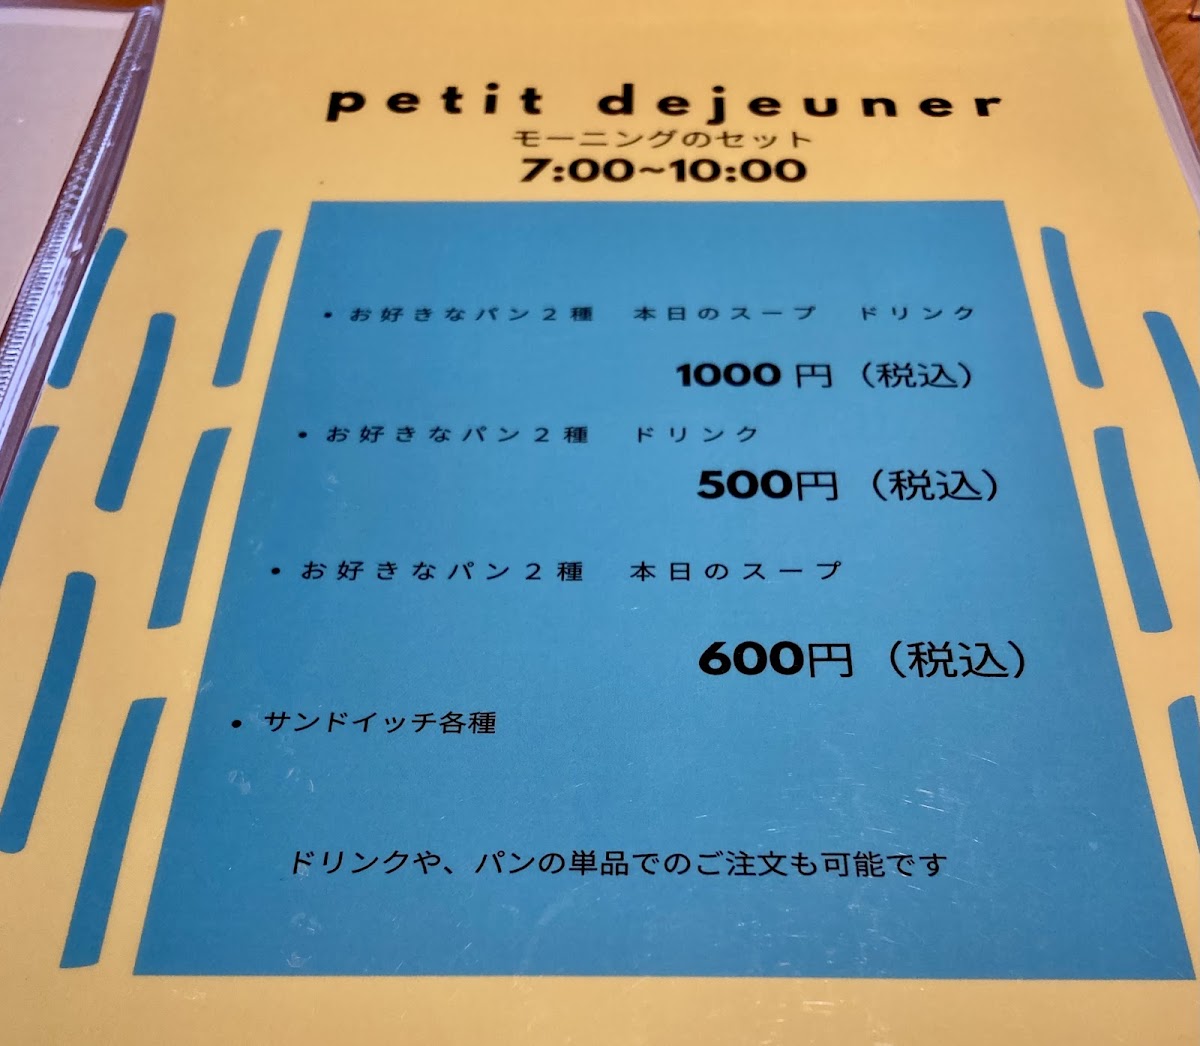 petit dejeuner
モーニングのセット
7:00~10:00
• お好きなパン２種　本日のスープ　ドリンク
1000 円（税込）
• お好きなパン２種　ドリンク
500円（税込）
• お好きなパン２種　本日のスープ
600円（税込）
• サンドイッチ各種
ドリンクや、パンの単品でのご注文も可能です